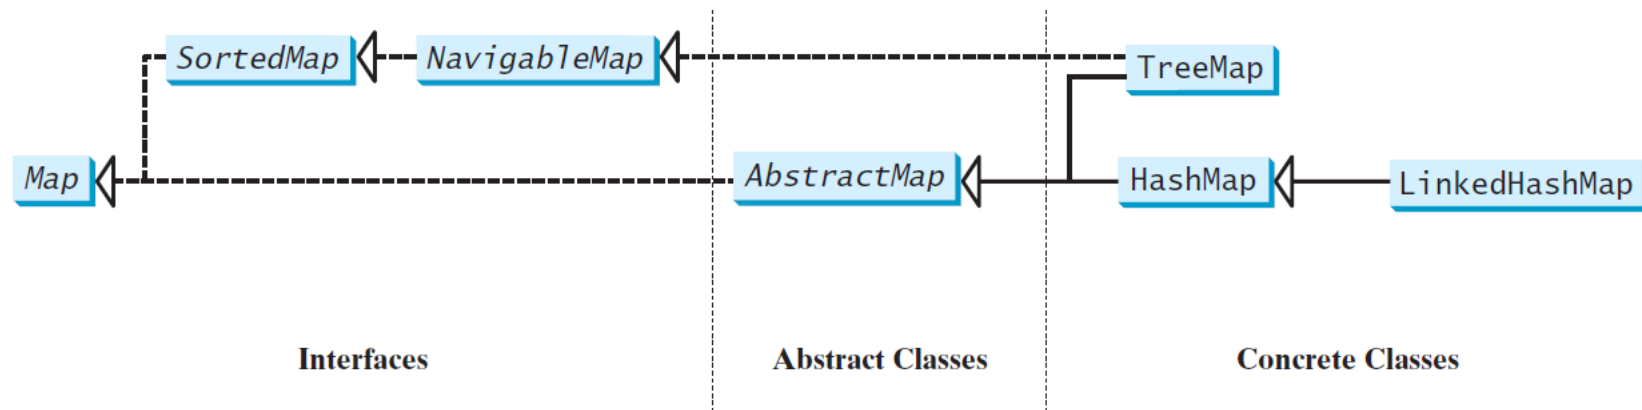 SortedMap
NavigableMap
TreeMap
Map
AbstractMap
HashMap
LinkedHashMap
Interfaces
Abstract Classes
Concrete Classes